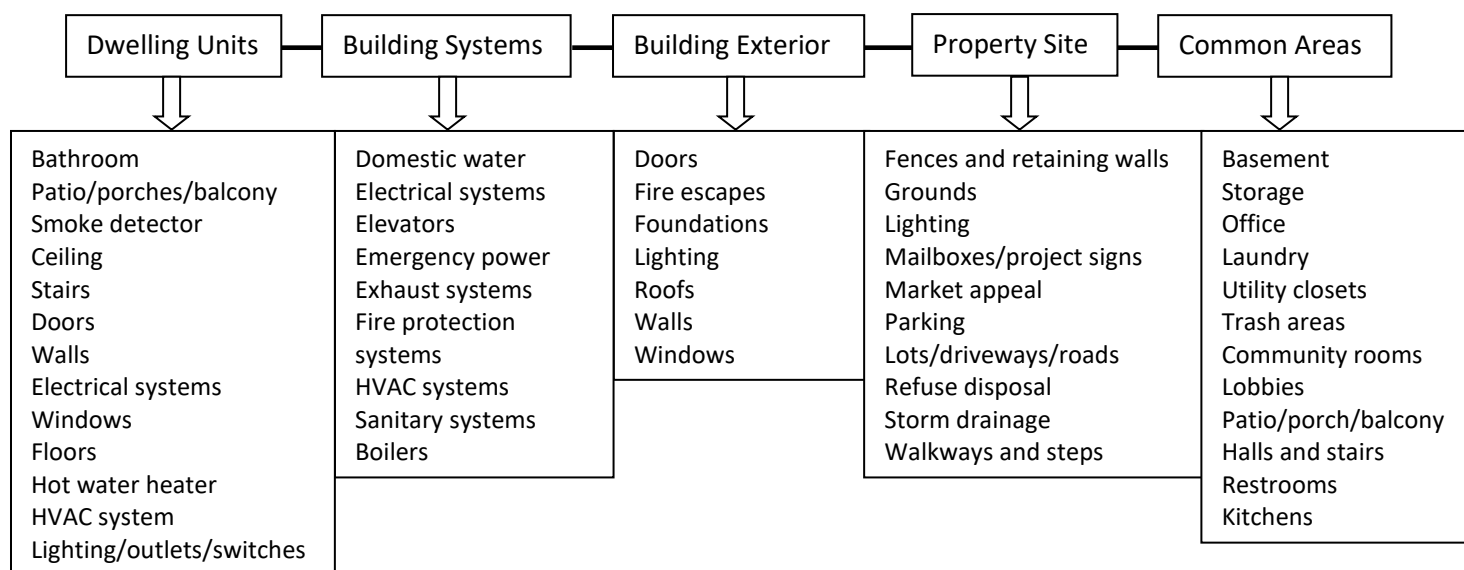 Dwelling Units
Building Systems
Building Exterior
Property Site
Common Areas
Bathroom
Patio/porches/balcony
Smoke detector
Ceiling
Stairs
Doors
Walls
Electrical systems
Windows
Floors
Hot water heater
HVAC system
Lighting/outlets/switches
Domestic water
Electrical systems
Elevators
Emergency power
Exhaust systems
Fire protection
systems
HVAC systems
Sanitary systems
Boilers
Doors
Fire escapes
Foundations
Lighting
Roofs
Walls
Windows
Fences and retaining walls
Grounds
Lighting
Mailboxes/project signs
Market appeal
Parking
Lots/driveways/roads
Refuse disposal
Storm drainage
Walkways and steps
Basement
Storage
Office
Laundry
Utility closets
Trash areas
Community rooms
Lobbies
Patio/porch/balcony
Halls and stairs
Restrooms
Kitchens